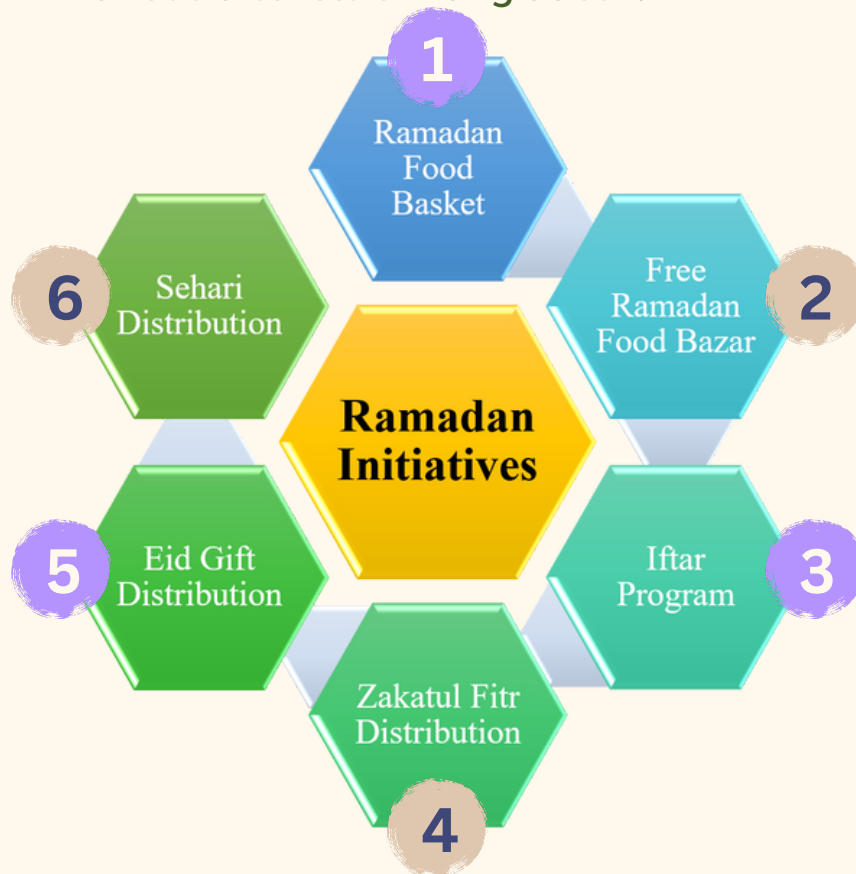 1
Ramadan
Food
Basket
2
Free
Ramadan
Food Bazar
3
Iftar
Program
4
Zakatul Fitr
Distribution
5
Eid Gift
Distribution
6
Sehari
Distribution
Ramadan
Initiatives